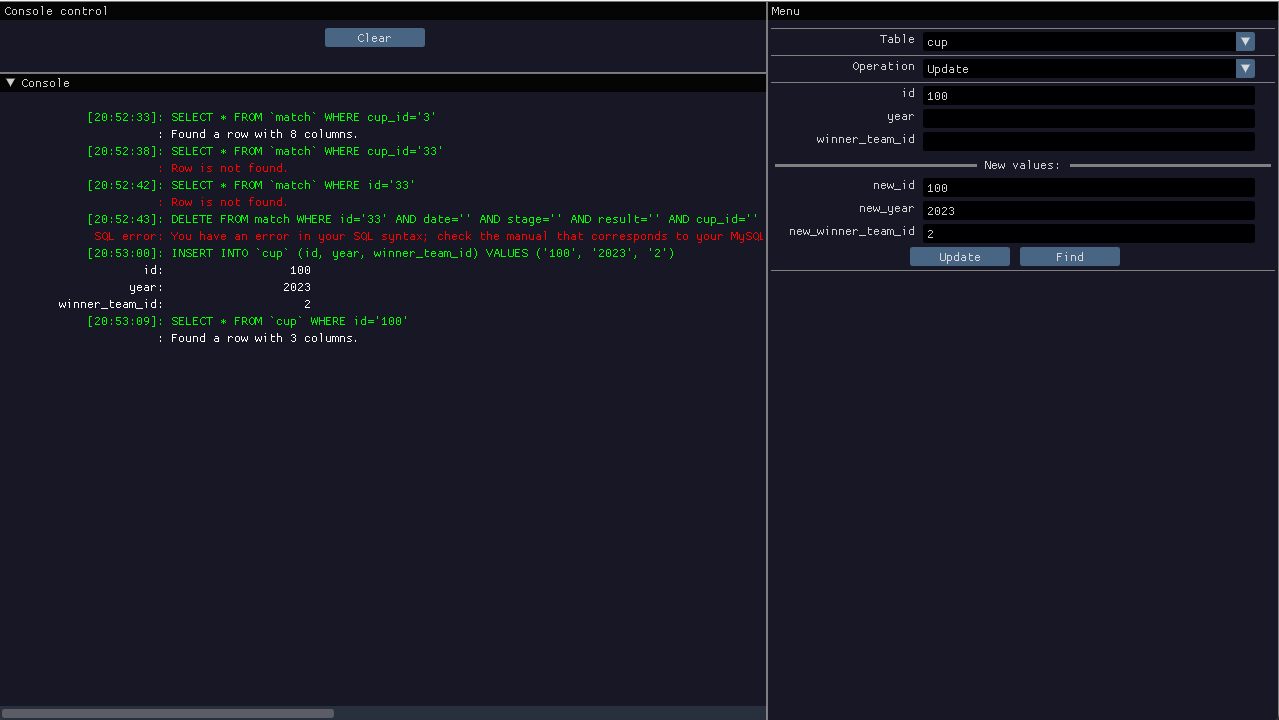 Console control
Clear
Console
[20:52:33]: SELECT * FROM `match` WHERE cup_id='3'
: Found a row with 8 columns.
[20:52:38]: SELECT * FROM `match` WHERE cup_id='33'
: Row is not found.
[20:52:42]: SELECT * FROM `match` WHERE id='33'
: Row is not found.
[20:52:43]: DELETE FROM match WHERE id='33' AND date='' AND stage='' AND result='' AND cup_id=''
SQL error: You have an error in your SQL syntax; check the manual that corresponds to your MySQL
[20:53:00]: INSERT INTO `cup` (id, year, winner_team_id) VALUES ('100', '2023', '2')
id: 100
year: 2023
winner_team_id: 2
[20:53:09]: SELECT * FROM `cup` WHERE id='100'
: Found a row with 3 columns.
Menu
Table cup
Operation Update
id 100
year
winner_team_id
New values:
new_id 100
new_year 2023
new_winner_team_id 2
Update Find